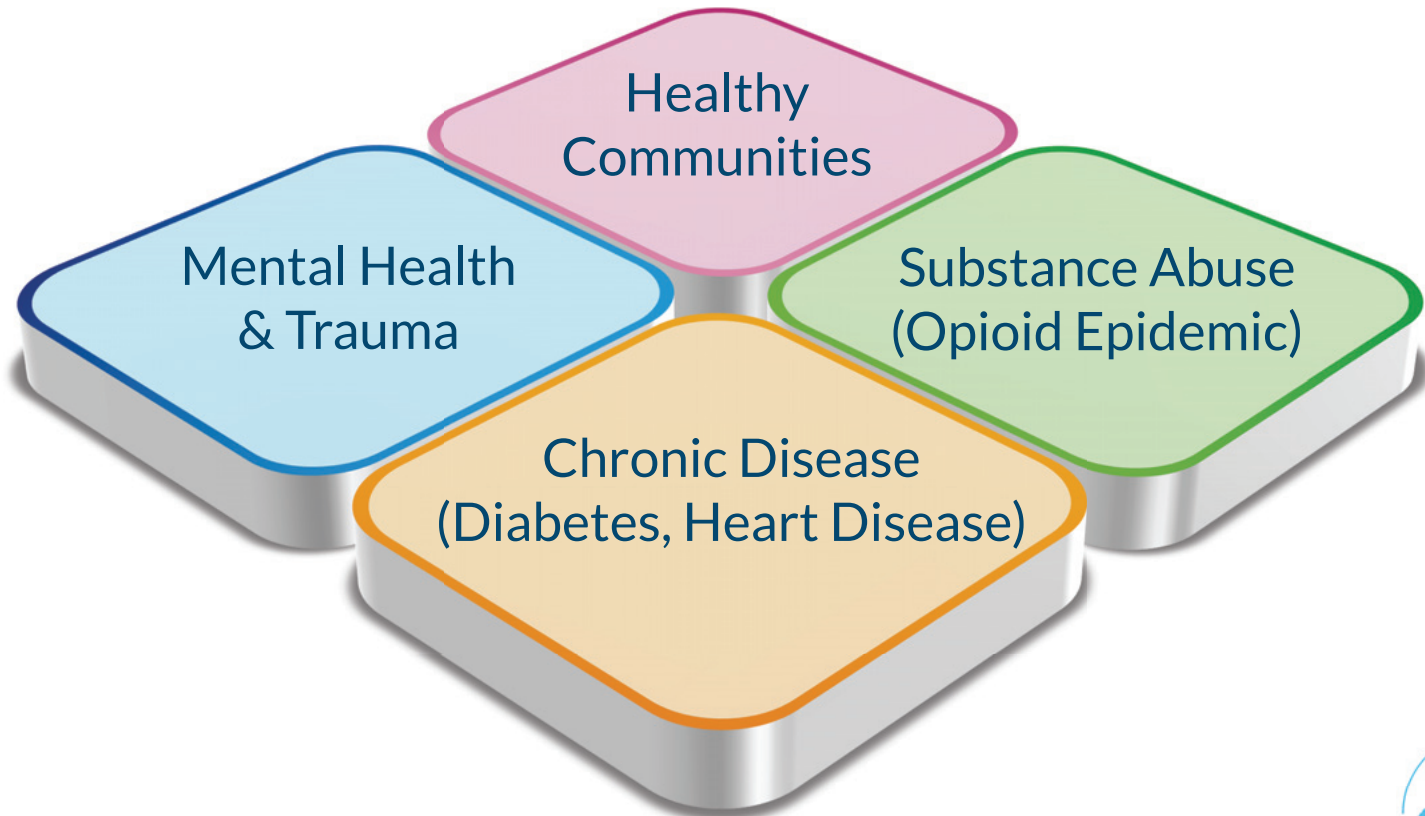 Healthy
Communities
Mental Health
& Trauma
Substance Abuse
(Opioid Epidemic)
Chronic Disease
(Diabetes, Heart Disease)